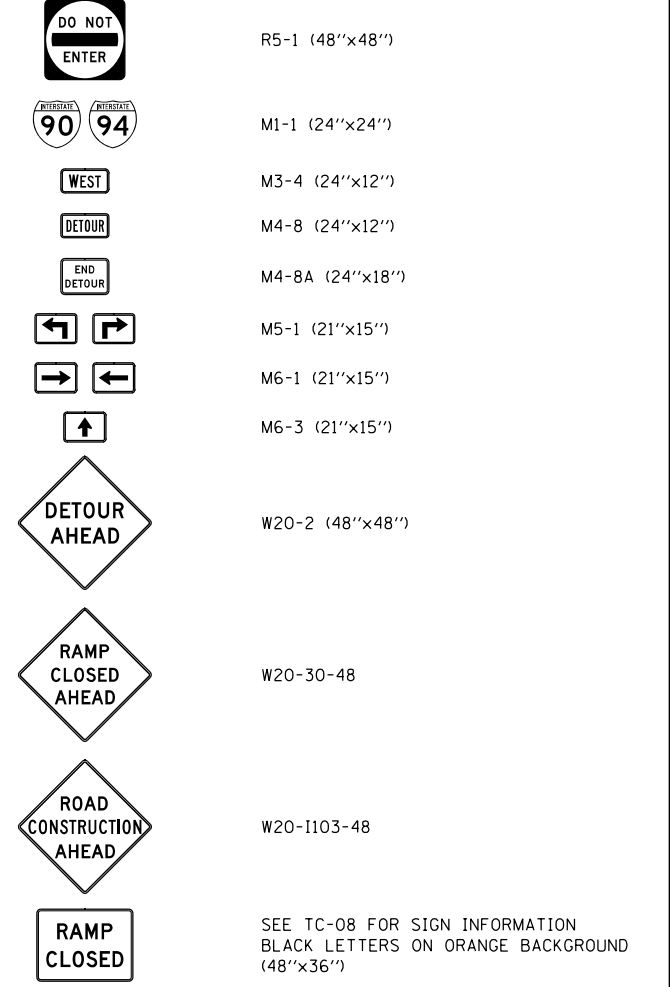 DO NOT
ENTER
R5-1 (48''x48'')
INTERSTATE INTERSTATE
90 94
M1-1 (24''x24'')
WEST
M3-4 (24''x12'')
DETOUR
M4-8 (24''x12'')
END
DETOUR
M4-8A (24''x18'')
M5-1 (21''x15'')
M6-1 (21''x15'')
M6-3 (21''x15'')
DETOUR
AHEAD
W20-2 (48''x48'')
RAMP
CLOSED
AHEAD
W20-30-48
ROAD
CONSTRUCTION
AHEAD
W20-I103-48
RAMP
CLOSED
SEE TC-08 FOR SIGN INFORMATION
BLACK LETTERS ON ORANGE BACKGROUND
(48''x36'')